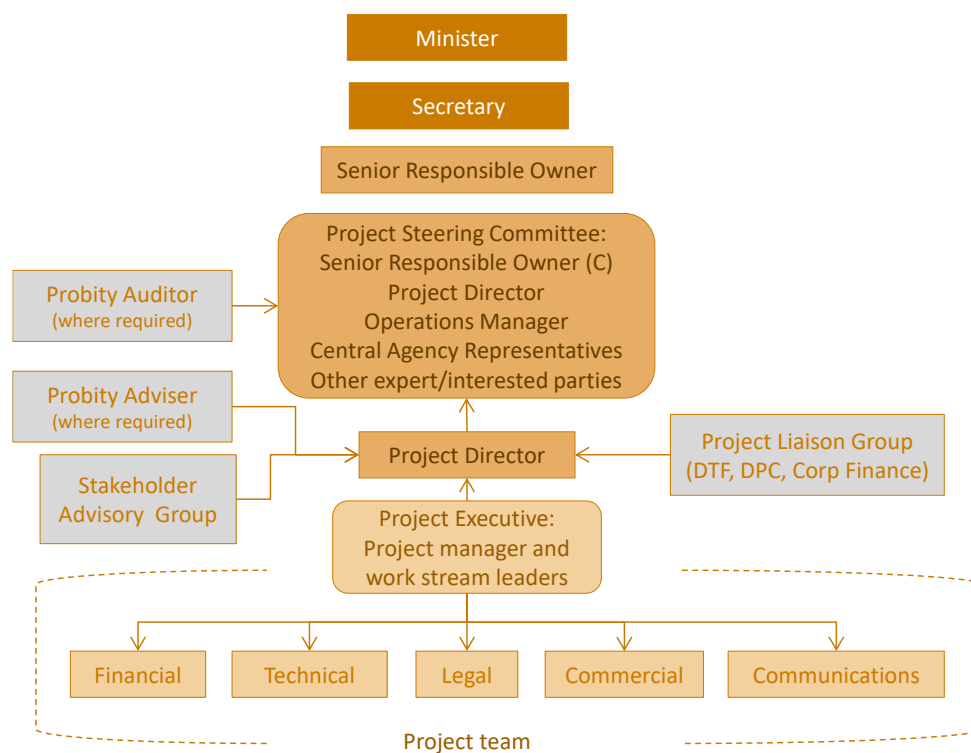 Minister
Secretary
Senior Responsible Owner
Project Steering Committee:
Senior Responsible Owner (C)
Project Director
Operations Manager
Central Agency Representatives
Other expert/interested parties
Probity Auditor
(where required)
Probity Adviser
(where required)
Stakeholder
Advisory Group
Project Director
Project Liaison Group
(DTF, DPC, Corp Finance)
Project Executive:
Project manager and
work stream leaders
Financial
Technical
Legal
Commercial
Communications
Project team